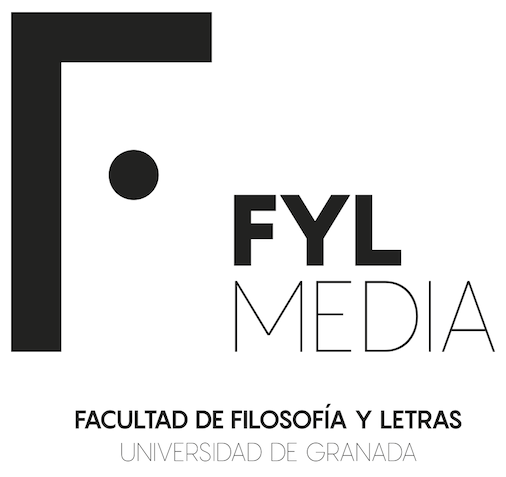 FYL
MEDIA
FACULTAD DE FILOSOFÍA Y LETRAS
UNIVERSIDAD DE GRANADA